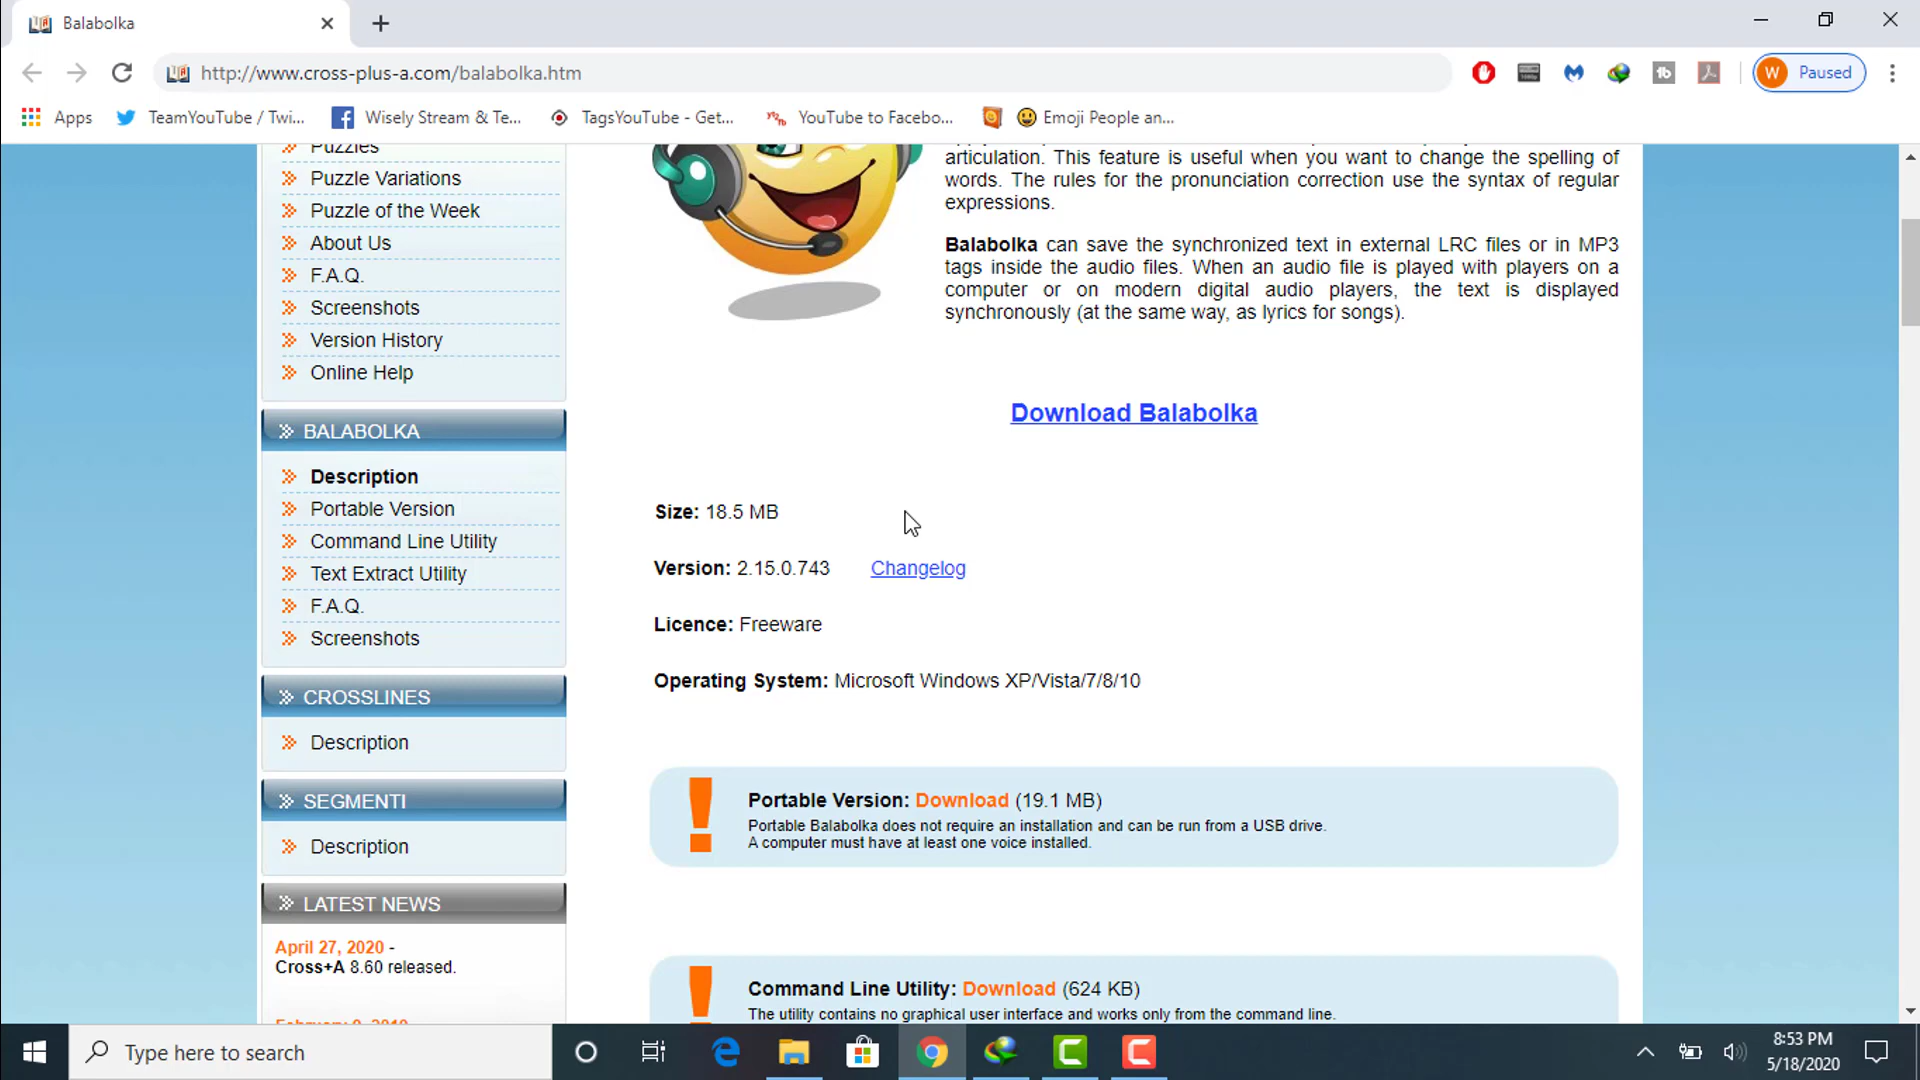 Balabolka
http://www.cross-plus-a.com/balabolka.htm
W Paused
Apps
TeamYouTube / Twi...
Wisely Stream & Te...
TagsYouTube - Get...
YouTube to Facebo...
Emoji People an...
Puzzles
Puzzle Variations
Puzzle of the Week
About Us
F.A.Q.
Screenshots
Version History
Online Help
BALABOLKA
Description
Portable Version
Command Line Utility
Text Extract Utility
F.A.Q.
Screenshots
CROSSLINES
Description
SEGMENTI
Description
LATEST NEWS
April 27, 2020 -
Cross+A 8.60 released.
articulation. This feature is useful when you want to change the spelling of
words. The rules for the pronunciation correction use the syntax of regular
expressions.
Balabolka can save the synchronized text in external LRC files or in MP3
tags inside the audio files. When an audio file is played with players on a
computer or on modern digital audio players, the text is displayed
synchronously (at the same way, as lyrics for songs).
Download Balabolka
Size: 18.5 MB
Version: 2.15.0.743 Changelog
Licence: Freeware
Operating System: Microsoft Windows XP/Vista/7/8/10
Portable Version: Download (19.1 MB)
Portable Balabolka does not require an installation and can be run from a USB drive.
A computer must have at least one voice installed.
Command Line Utility: Download (624 KB)
The utility contains no graphical user interface and works only from the command line.
Type here to search
8:53 PM
5/18/2020